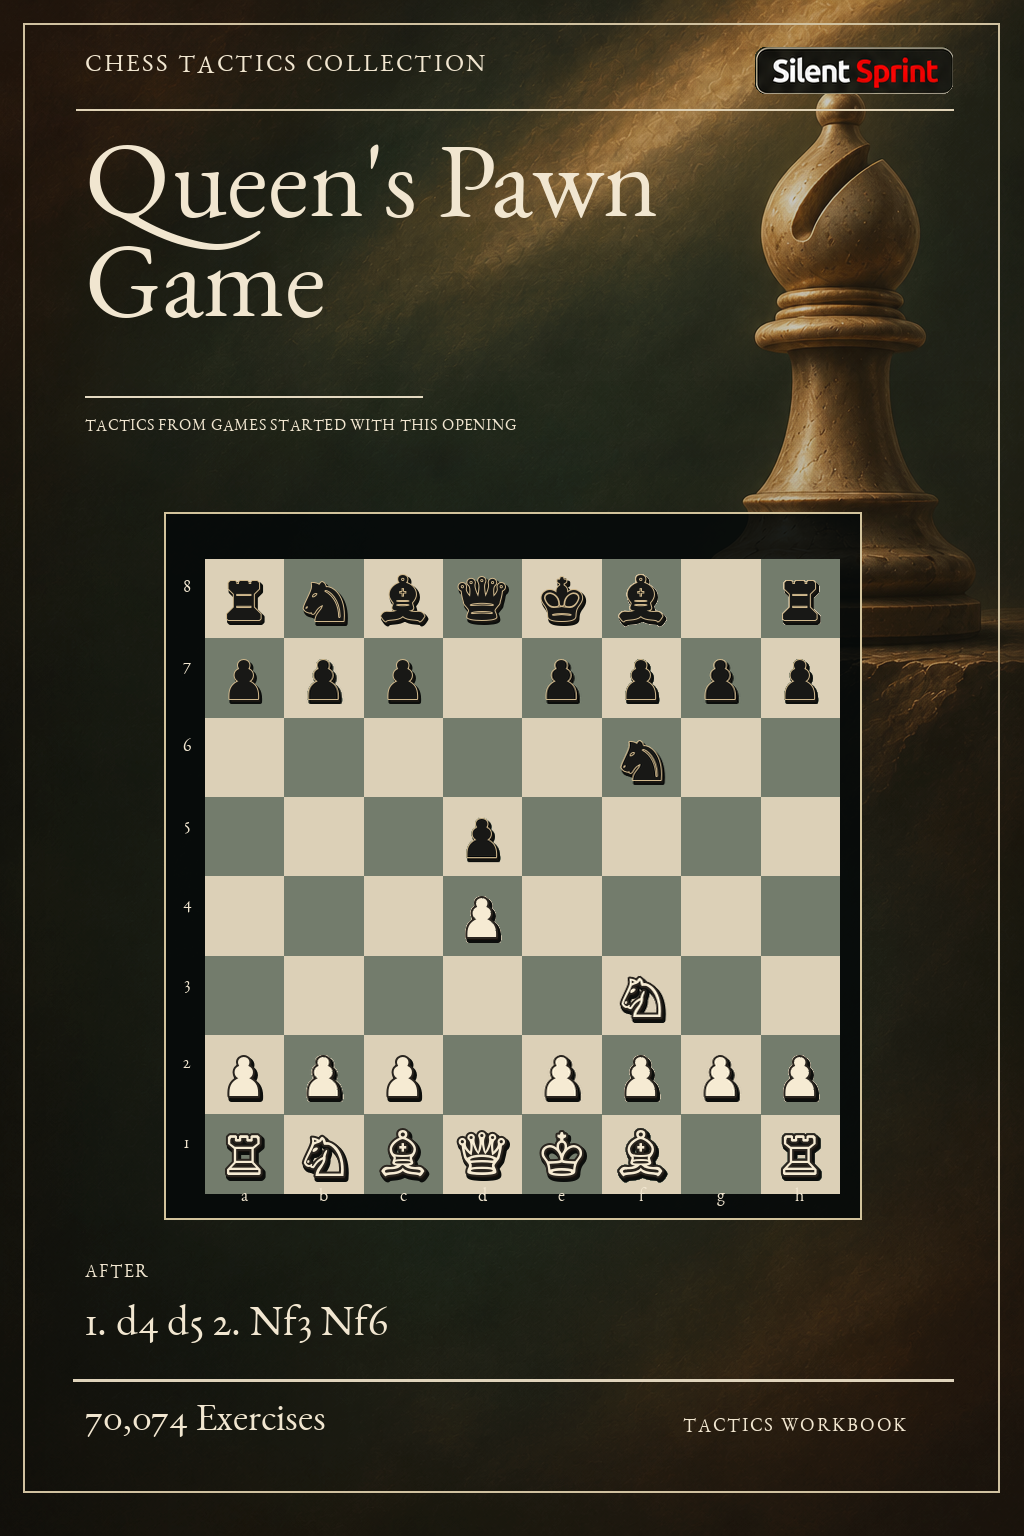 CHESS TACTICS COLLECTION
Silent Sprint
Queen's Pawn
Game
TACTICS FROM GAMES STARTED WITH THIS OPENING
8
7
6
5
4
3
2
1
a b c d e f g h
AFTER
1. d4 d5 2. Nf3 Nf6
70,074 Exercises
TACTICS WORKBOOK